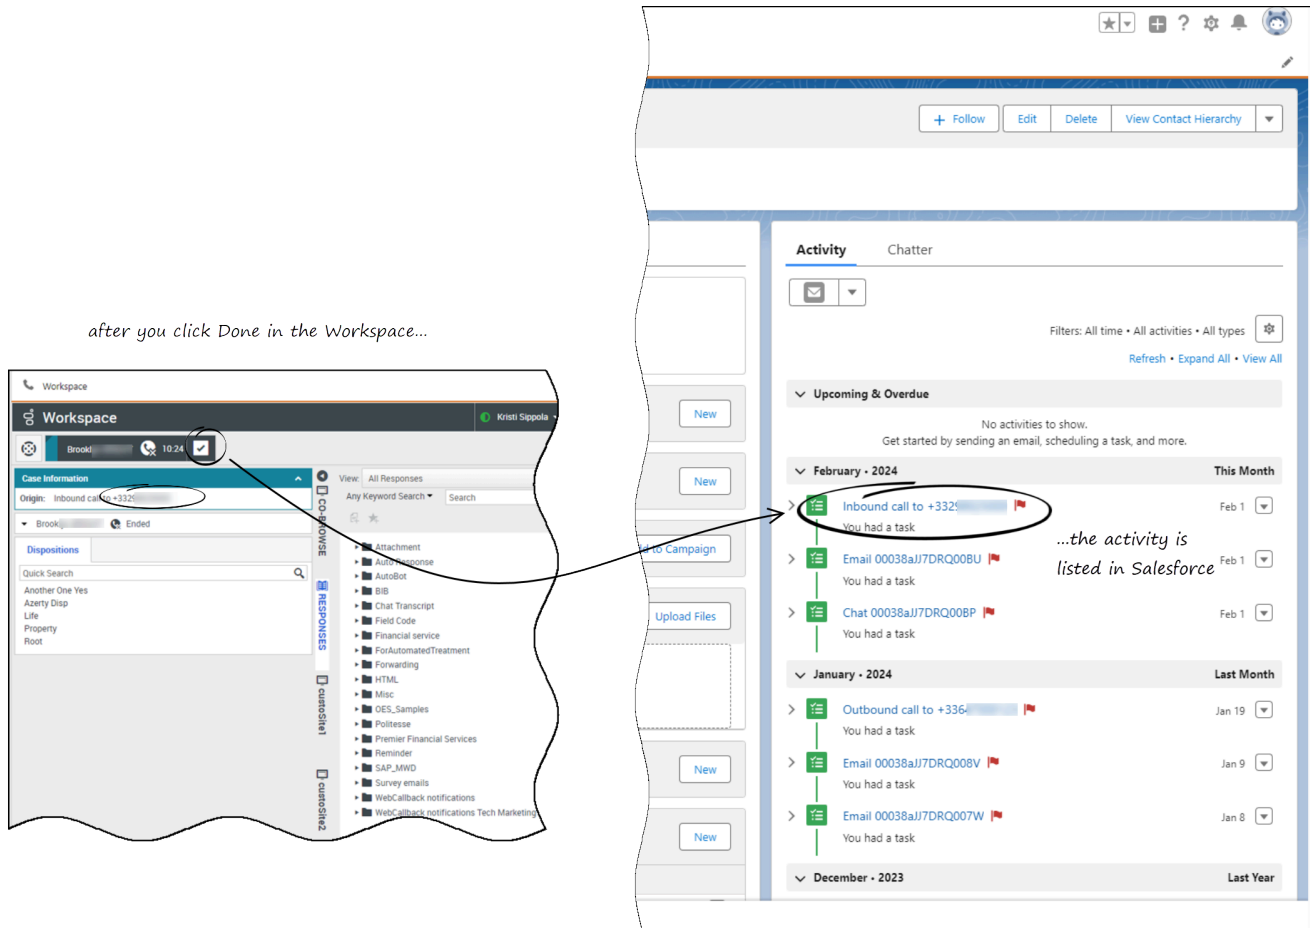 + Follow Edit Delete View Contact Hierarchy
Activity Chatter
Filters: All time • All activities • All types
Refresh • Expand All • View All
Upcoming & Overdue
No activities to show.
Get started by sending an email, scheduling a task, and more.
February • 2024 This Month
Inbound call to +3329
Feb 1
You had a task
...the activity is
listed in Salesforce
Email 00038aJJ7DRQ00BU
Feb 1
You had a task
Chat 00038aJJ7DRQ00BP
Feb 1
You had a task
January • 2024 Last Month
Outbound call to +336
Jan 19
You had a task
Email 00038aJJ7DRQ008V
Jan 9
You had a task
Email 00038aJJ7DRQ007W
Jan 8
You had a task
December • 2023 Last Year
New
New
to Campaign
Upload Files
New
New
after you click Done in the Workspace...
Workspace
Workspace
Kristi Sippola
Brookl 10:24
Case Information
Origin: Inbound call to +3329
Brookl Ended
Dispositions
Quick Search
Another One Yes
Azerty Disp
Life
Property
Root
CO-BROWSE
RESPONSES
custoSite1
custoSite2
View: All Responses
Any Keyword Search Search
Attachment
Auto Response
AutoBot
BIB
Chat Transcript
Field Code
Financial service
ForAutomatedTreatment
Forwarding
HTML
Misc
OES_Samples
Politesse
Premier Financial Services
Reminder
SAP_MWD
Survey emails
WebCallback notifications
WebCallback notifications Tech Marketing